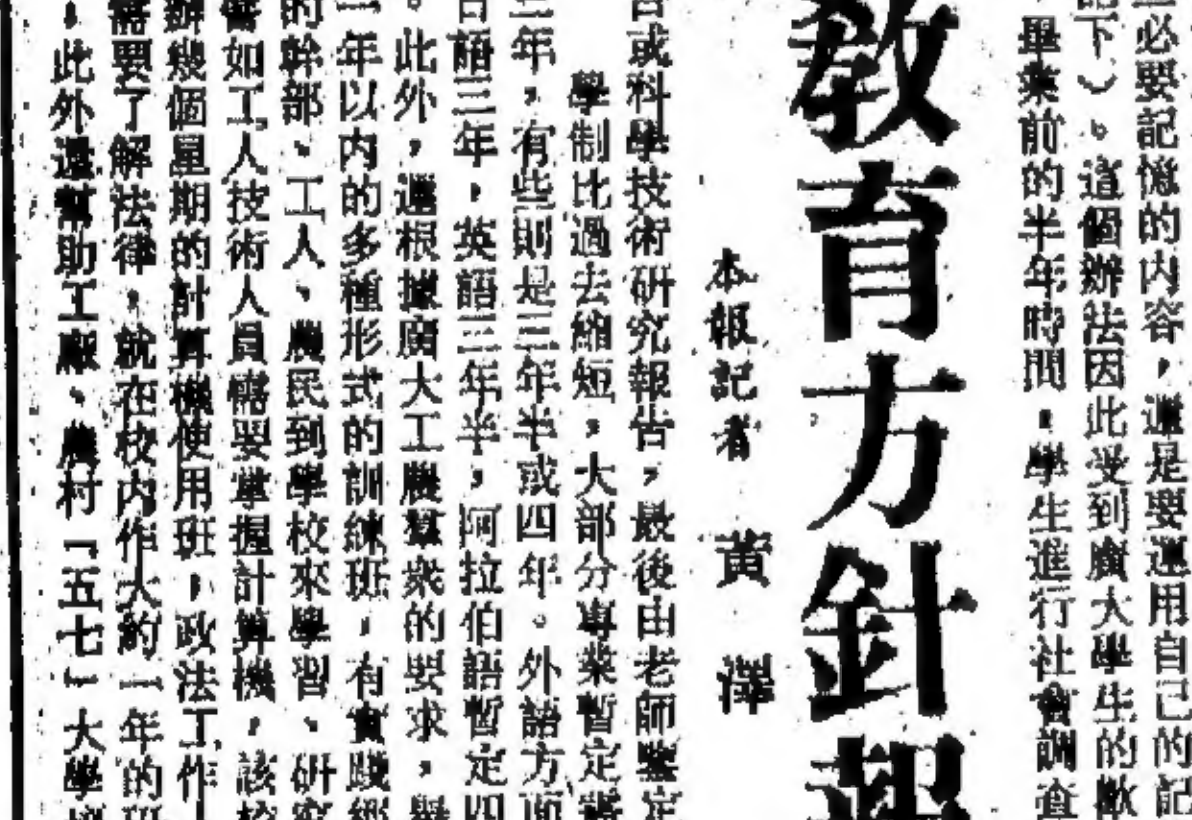 必要記憶的内容，還是要運用自己的記
記下）。這個辦法因此受到廣大學生的歡
畢業前的半年時間，學生進行社會調查
教育方針
本報記者 黃澤
告或科學技術研究報告，最後由老師鑒定
學制比過去縮短，大部分專業暫定
三年，有些則是三年半或四年。外語方面
語三年，英語三年半，阿拉伯語暫定四
。此外，還根據廣大工農羣衆的要求，舉
一年以内的多種形式的訓練班，有實踐經
的幹部、工人、農民到學校來學習、研究
如工人技術人員需要掌握計算機，該校
辦幾個星期的計算機使用班，政法工作
需要了解法律，就在校内作大約一年的
，此外還幫助工廠、農村「五七」大學